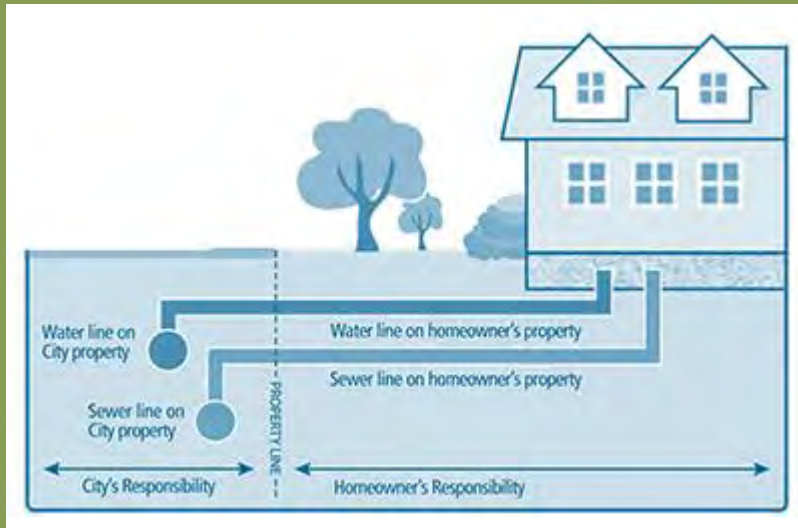 Water line on
City property
Water line on homeowner's property
Sewer line on homeowner's property
Sewer line on
City property
PROPERTY LINE
City's Responsibility
Homeowner's Responsibility